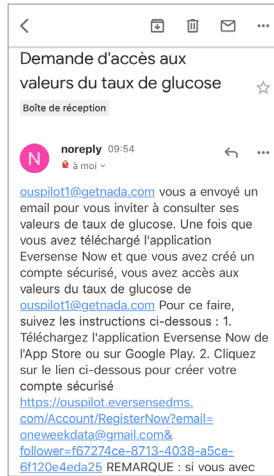 Demande d'accès aux
valeurs du taux de glucose
Boîte de réception
N
noreply 09:54
à moi
ouspilot1@getnada.com vous a envoyé un
email pour vous inviter à consulter ses
valeurs de taux de glucose. Une fois que
vous avez téléchargé l'application
Eversense Now et que vous avez créé un
compte sécurisé, vous avez accès aux
valeurs du taux de glucose de
ouspilot1@getnada.com Pour ce faire,
suivez les instructions ci-dessous : 1.
Téléchargez l'application Eversense Now de
l'App Store ou sur Google Play. 2. Cliquez
sur le lien ci-dessous pour créer votre
compte sécurisé
https://ouspilot.eversensedms.
com/Account/RegisterNow?email=
oneweekdata@gmail.com&
follower=f67274ce-8713-4038-a5ce-
6f120e4eda25 REMARQUE : si vous avez